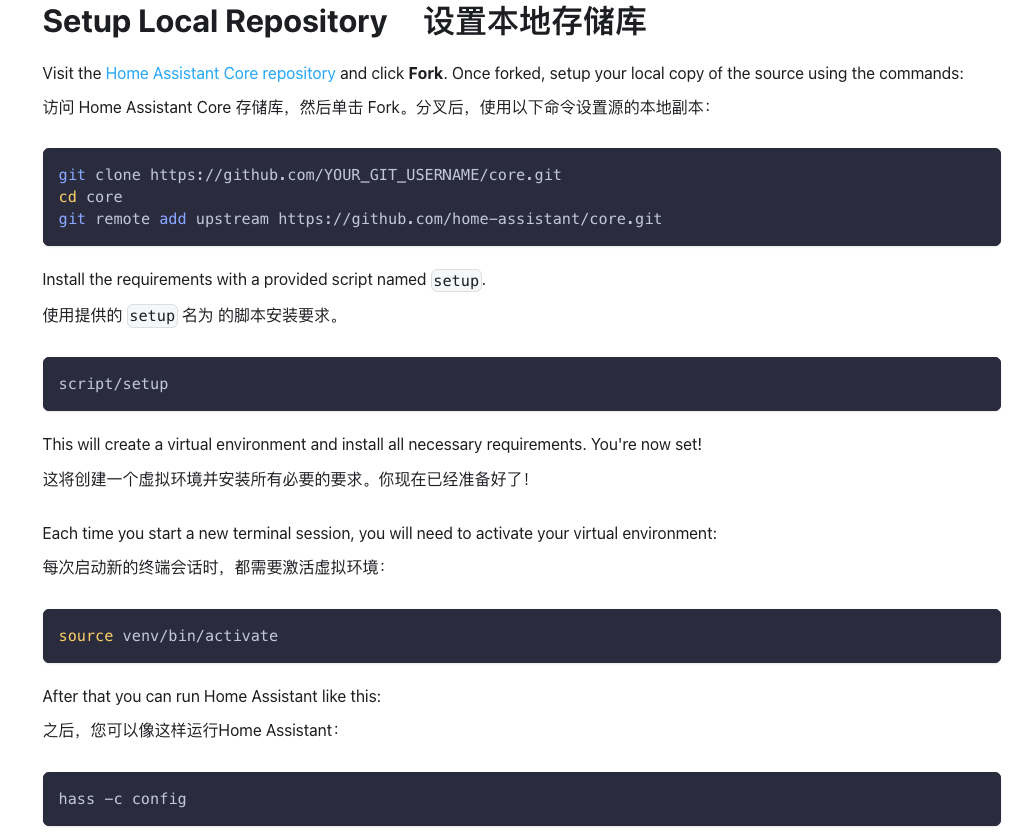 Setup Local Repository 设置本地存储库
Visit the Home Assistant Core repository and click Fork. Once forked, setup your local copy of the source using the commands:
访问 Home Assistant Core 存储库，然后单击 Fork。分叉后，使用以下命令设置源的本地副本：
git clone https://github.com/YOUR_GIT_USERNAME/core.git
cd core
git remote add upstream https://github.com/home-assistant/core.git
Install the requirements with a provided script named setup.
使用提供的 setup 名为 的脚本安装要求。
script/setup
This will create a virtual environment and install all necessary requirements. You're now set!
这将创建一个虚拟环境并安装所有必要的要求。你现在已经准备好了！
Each time you start a new terminal session, you will need to activate your virtual environment:
每次启动新的终端会话时，都需要激活虚拟环境：
source venv/bin/activate
After that you can run Home Assistant like this:
之后，您可以像这样运行Home Assistant：
hass -c config